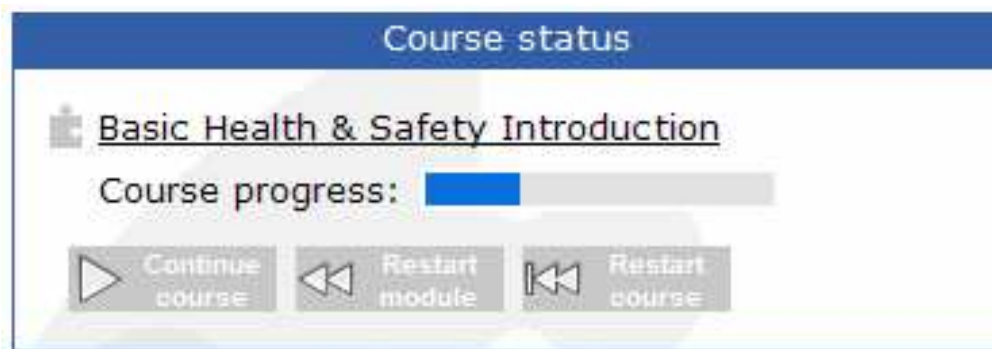 Course status
Basic Health & Safety Introduction
Course progress:
Continue course
Restart module
Restart course